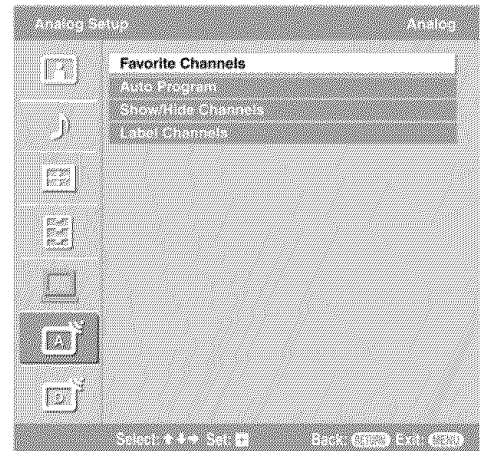 Analog Setup Analog
Favorite Channels
Auto Program
Show/Hide Channels
Label Channels
A
D
Select: Set: Back: RETURN Exit: MENU